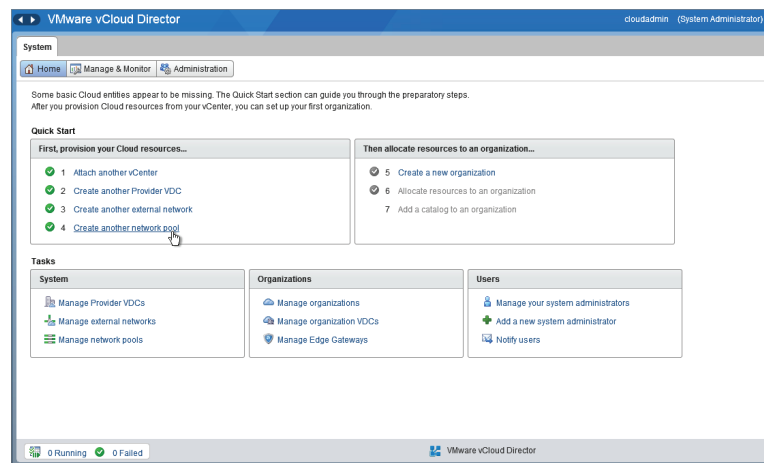 VMware vCloud Director
cloudadmin (System Administrator)
System
Home Manage & Monitor Administration
Some basic Cloud entities appear to be missing. The Quick Start section can guide you through the preparatory steps.
After you provision Cloud resources from your vCenter, you can set up your first organization.
Quick Start
First, provision your Cloud resources...
1 Attach another vCenter
2 Create another Provider VDC
3 Create another external network
4 Create another network pool
Then allocate resources to an organization...
5 Create a new organization
6 Allocate resources to an organization
7 Add a catalog to an organization
Tasks
System
Manage Provider VDCs
Manage external networks
Manage network pools
Organizations
Manage organizations
Manage organization VDCs
Manage Edge Gateways
Users
Manage your system administrators
Add a new system administrator
Notify users
0 Running 0 Failed
VMware vCloud Director